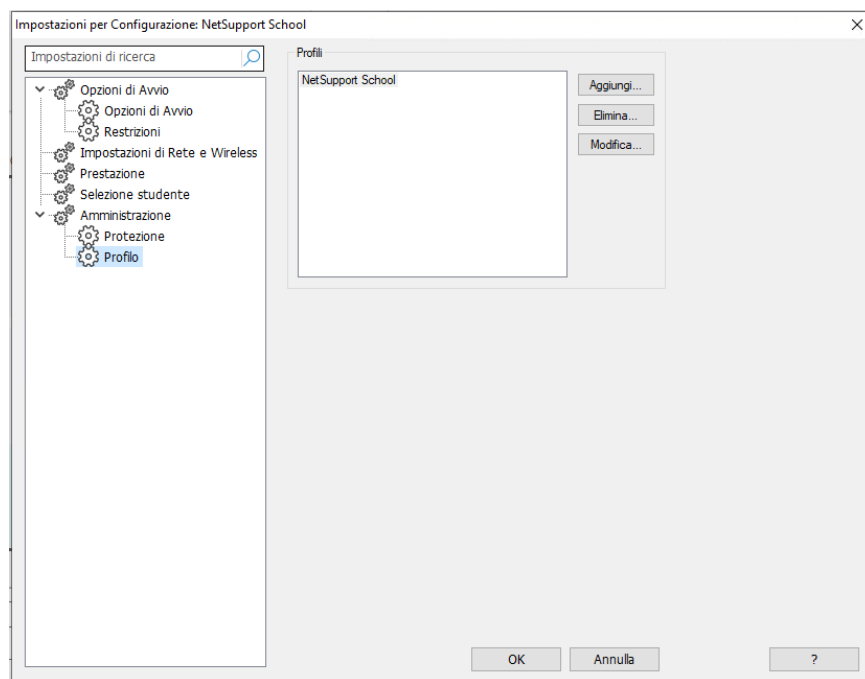 Impostazioni per Configurazione: NetSupport School
Impostazioni di ricerca
Opzioni di Avvio
Opzioni di Avvio
Restrizioni
Impostazioni di Rete e Wireless
Prestazione
Selezione studente
Amministrazione
Protezione
Profilo
Profili
NetSupport School
Aggiungi...
Elimina...
Modifica...
OK
Annulla
?